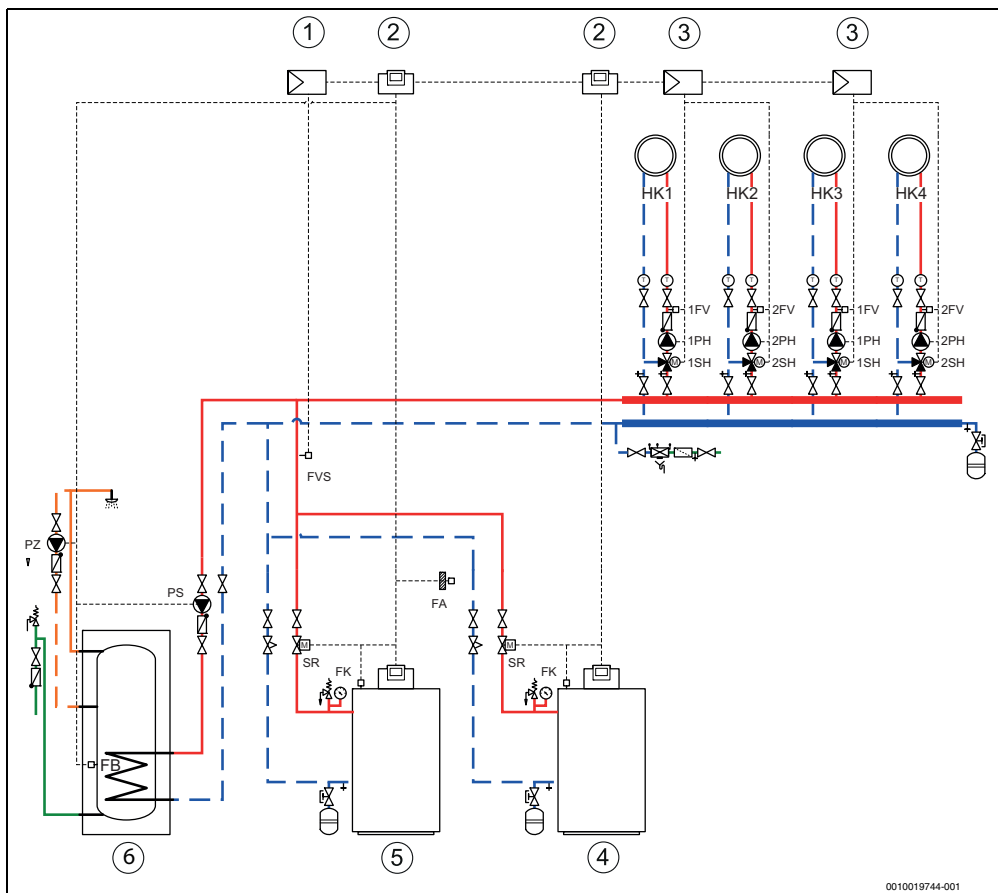 1 2 2 3 3
HK1 HK2 HK3 HK4
T T T T T T T T
1FV 2FV 1FV 2FV
1PH 2PH 1PH 2PH
M 1SH M 2SH M 1SH M 2SH
FVS
PZ
PS
FA
M M
SR SR
FK FK
FB
6 5 4
0010019744-001